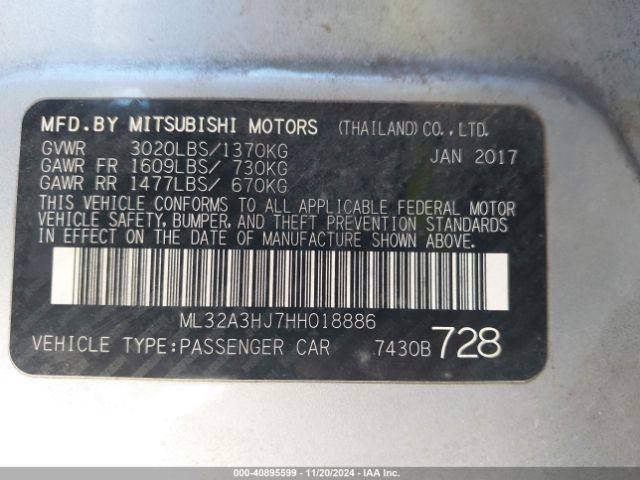 MFD.BY MITSUBISHI MOTORS (THAILAND)CO.,LTD.
GVWR 3020LBS/1370KG JAN 2017
GAWR FR 1609LBS/ 730KG
GAWR RR 1477LBS/ 670KG
THIS VEHICLE CONFORMS TO ALL APPLICABLE FEDERAL MOTOR
VEHICLE SAFETY, BUMPER, AND THEFT PREVENTION STANDARDS
IN EFFECT ON THE DATE OF MANUFACTURE SHOWN ABOVE.
ML32A3HJ7HH018886
VEHICLE TYPE:PASSENGER CAR 7430B 728
000-40895599 | 11/20/2024 - IAAI.com